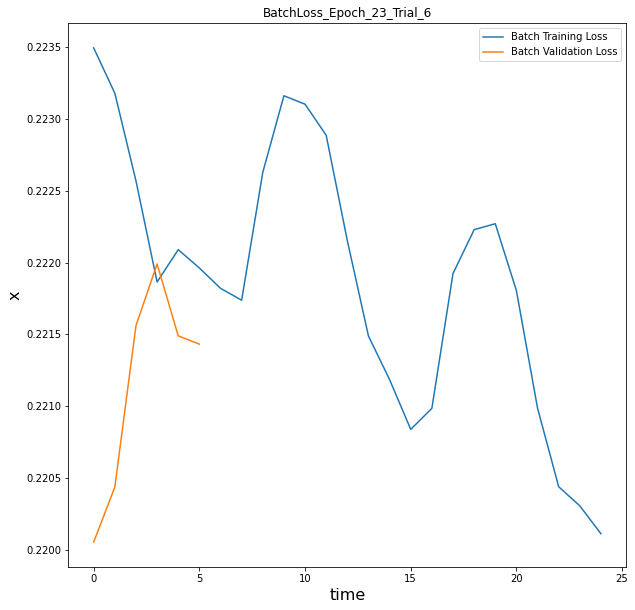 BatchLoss_Epoch_23_Trial_6
Batch Training Loss
Batch Validation Loss
0.2235
0.2230
0.2225
0.2220
0.2215
0.2210
0.2205
0.2200
x
0 5 10 15 20 25
time